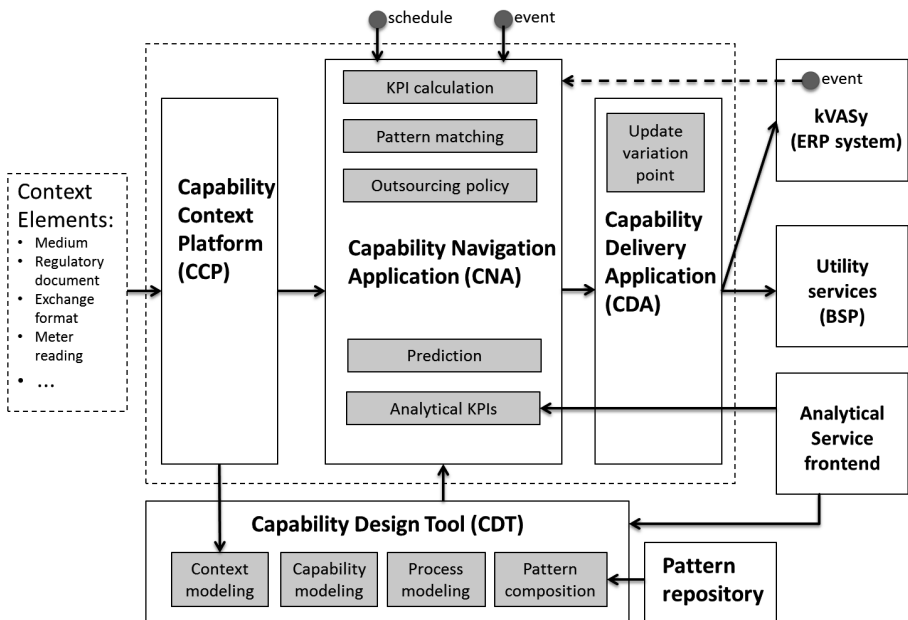 schedule
event
Context
Elements:
• Medium
• Regulatory
document
• Exchange
format
• Meter
reading
• ...
Capability
Context
Platform
(CCP)
KPI calculation
Pattern matching
Outsourcing policy
Capability Navigation
Application (CNA)
Prediction
Analytical KPIs
Update
variation
point
Capability
Delivery
Application
(CDA)
event
kVASy
(ERP system)
Utility
services
(BSP)
Analytical
Service
frontend
Capability Design Tool (CDT)
Context
modeling
Capability
modeling
Process
modeling
Pattern
composition
Pattern
repository